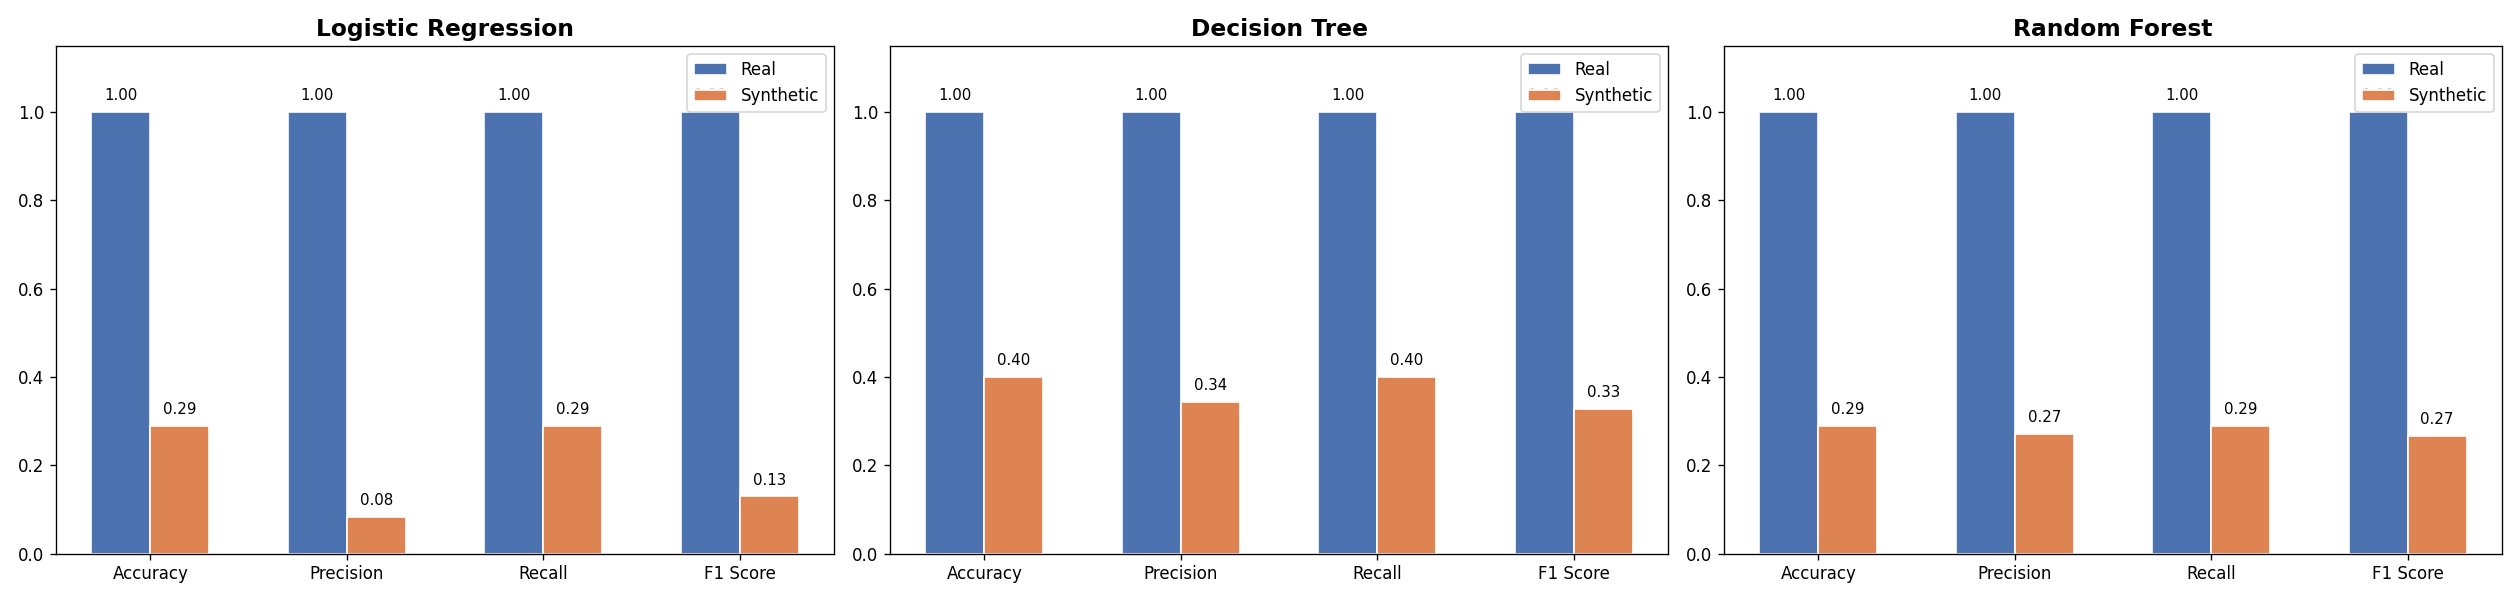 Logistic Regression
Real
Synthetic
1.00 1.00 1.00
0.29 0.08 0.29 0.13
1.0
0.8
0.6
0.4
0.2
0.0
Accuracy Precision Recall F1 Score
Decision Tree
Real
Synthetic
1.00 1.00 1.00
0.40 0.34 0.40 0.33
1.0
0.8
0.6
0.4
0.2
0.0
Accuracy Precision Recall F1 Score
Random Forest
Real
Synthetic
1.00 1.00 1.00
0.29 0.27 0.29 0.27
1.0
0.8
0.6
0.4
0.2
0.0
Accuracy Precision Recall F1 Score